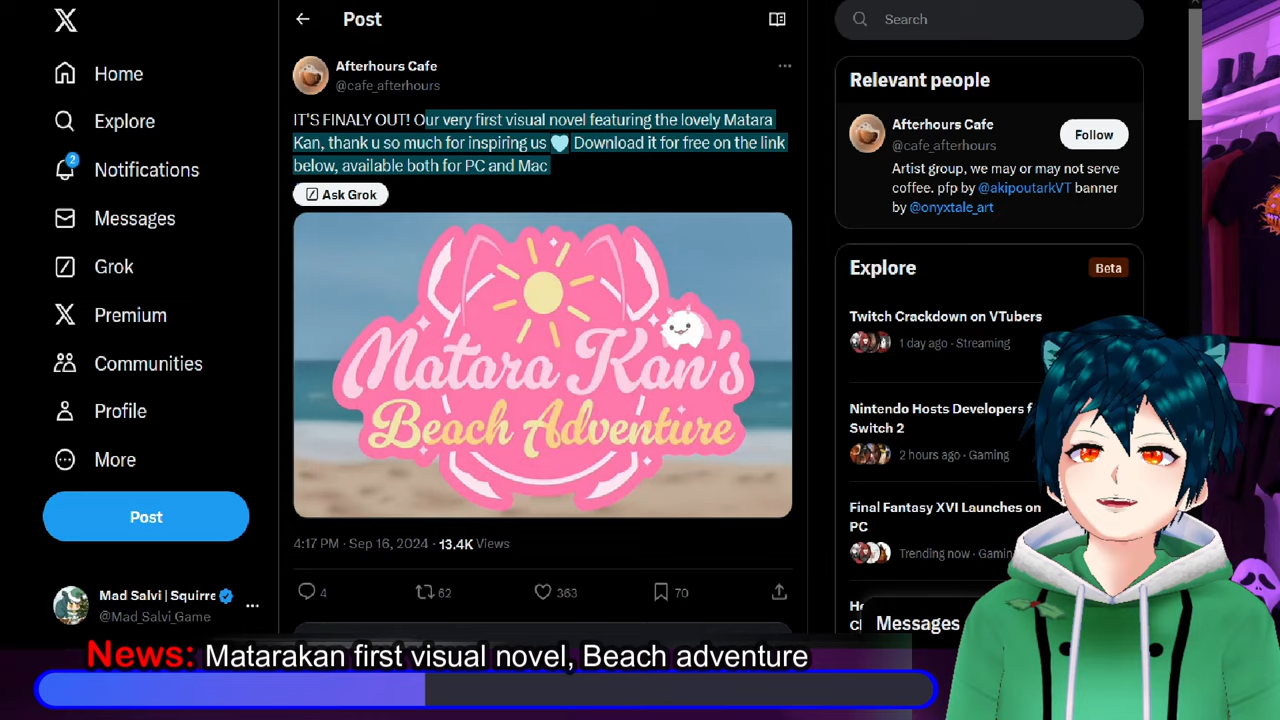 Post
Search
Home
Explore
2
Notifications
Messages
Grok
Premium
Communities
Profile
More
Post
Mad Salvi | Squirre
@Mad_Salvi_Game
Afterhours Cafe
@cafe_afterhours
IT'S FINALY OUT! Our very first visual novel featuring the lovely Matara
Kan, thank u so much for inspiring us 🩵 Download it for free on the link
below, available both for PC and Mac
Ask Grok
Matara Kan's
Beach Adventure
4:17 PM · Sep 16, 2024 · 13.4K Views
4
62
363
70
Relevant people
Afterhours Cafe
@cafe_afterhours
Follow
Artist group, we may or may not serve
coffee. pfp by @akipoutarkVT banner
by @onyxtale_art
Explore
Beta
Twitch Crackdown on VTubers
1 day ago · Streaming
Nintendo Hosts Developers f
Switch 2
2 hours ago · Gaming
Final Fantasy XVI Launches on
PC
Trending now · Gamin
Messages
News: Matarakan first visual novel, Beach adventure